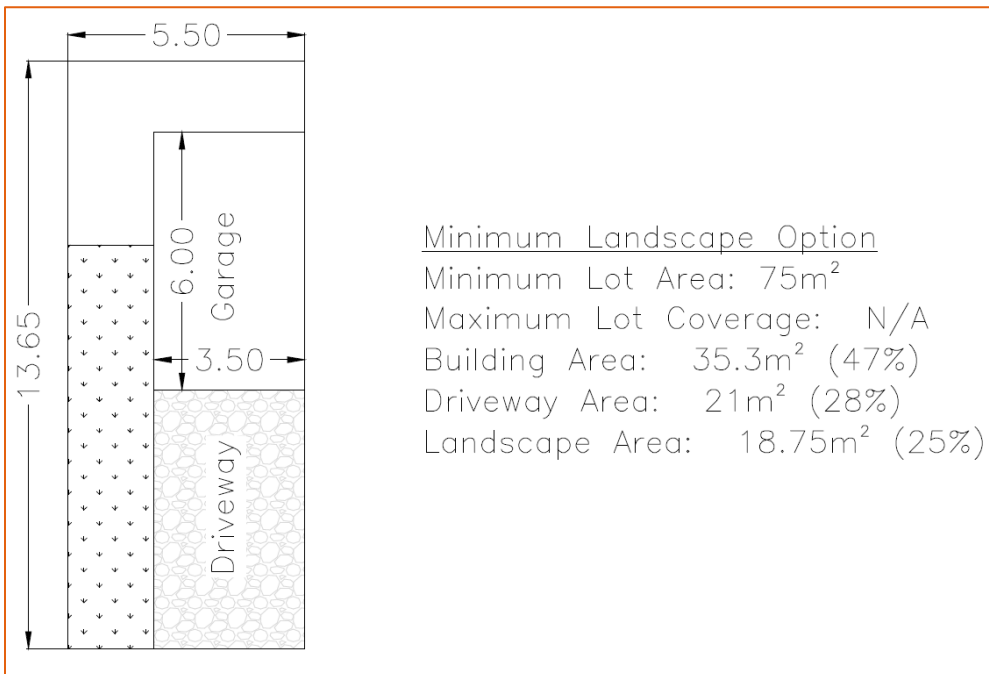 5.50
13.65
6.00
Garage
3.50
Driveway
Minimum Landscape Option
Minimum Lot Area: 75m²
Maximum Lot Coverage: N/A
Building Area: 35.3m² (47%)
Driveway Area: 21m² (28%)
Landscape Area: 18.75m² (25%)